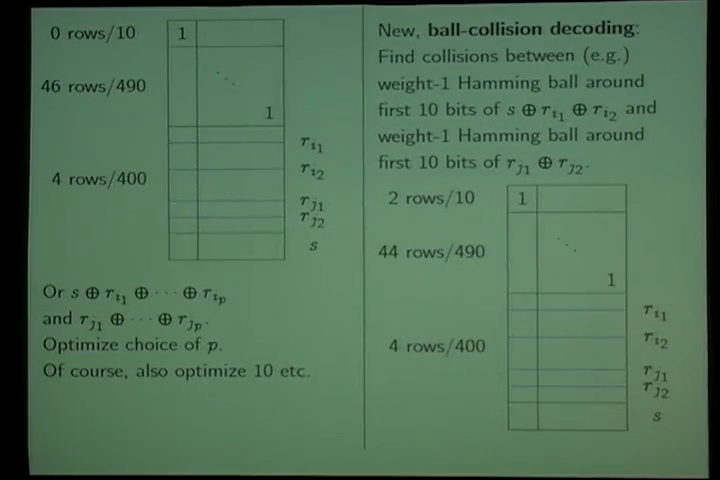 0 rows/10
1
46 rows/490
1
r_{i_1}
r_{i_2}
4 rows/400
r_{j_1}
r_{j_2}
s
Or s ⊕ r_{i_1} ⊕ ··· ⊕ r_{i_p}
and r_{j_1} ⊕ ··· ⊕ r_{j_p}.
Optimize choice of p.
Of course, also optimize 10 etc.
New, ball-collision decoding:
Find collisions between (e.g.)
weight-1 Hamming ball around
first 10 bits of s ⊕ r_{i_1} ⊕ r_{i_2} and
weight-1 Hamming ball around
first 10 bits of r_{j_1} ⊕ r_{j_2}.
2 rows/10
1
44 rows/490
1
r_{i_1}
r_{i_2}
4 rows/400
r_{j_1}
r_{j_2}
s